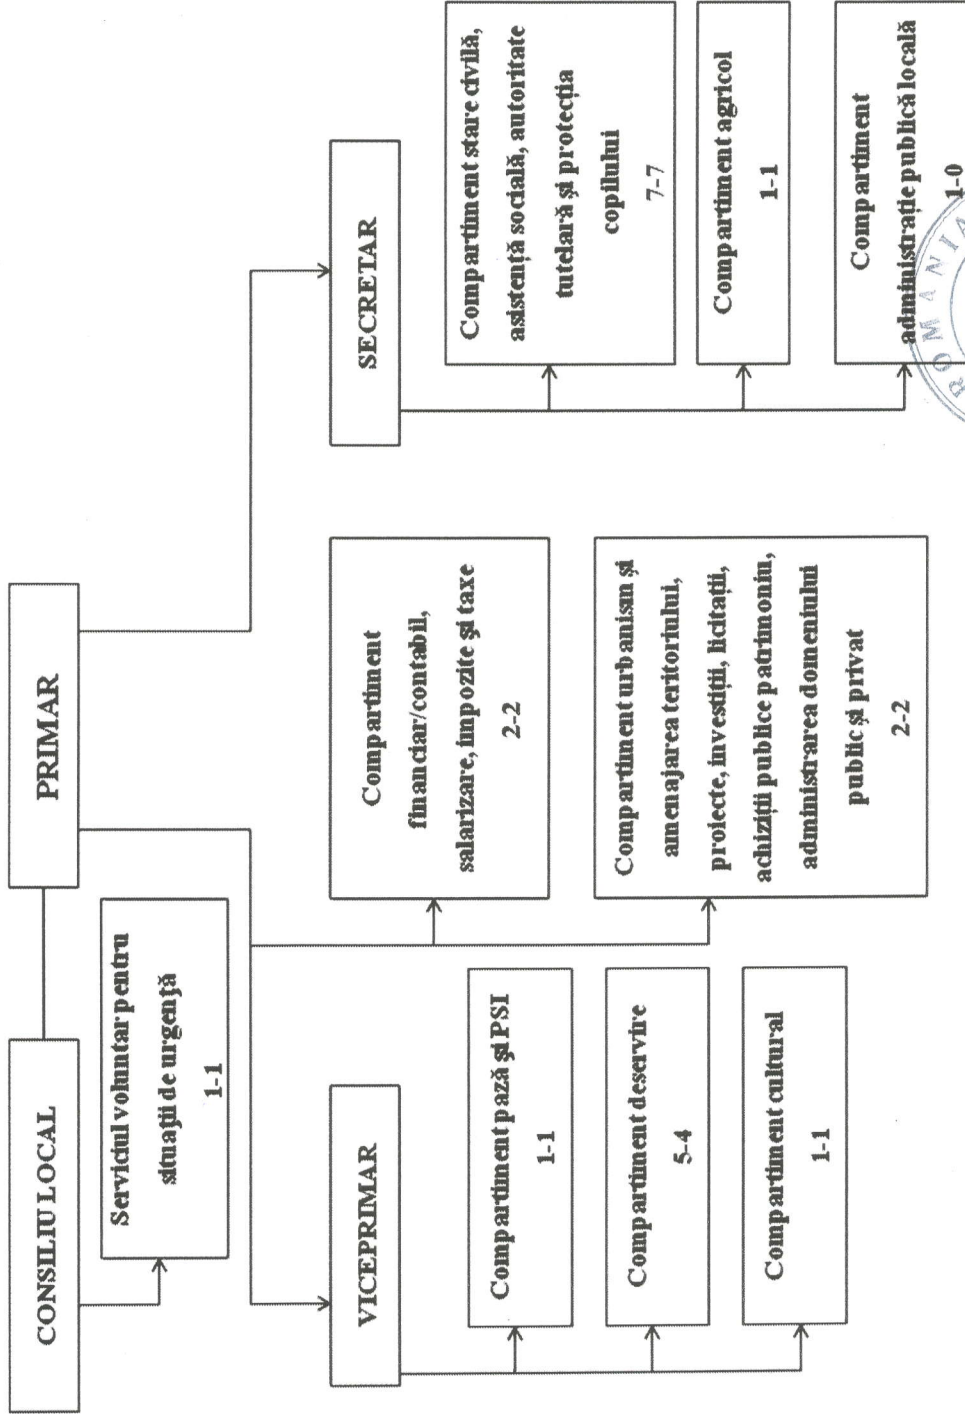 CONSILIU LOCAL
PRIMAR
Serviciul voluntar pentru
situații de urgență
1-1
VICEPRIMAR
Compartiment pază și PSI
1-1
Compartiment deservire
5-4
Compartiment cultural
1-1
Compartiment
financiar/contabil,
salarizare, impozite și taxe
2-2
Compartiment urbanism și
amenajarea teritoriului,
proiecte, investiții, licitații,
achiziții publice patrimoniu,
administrarea domeniului
public și privat
2-2
SECRETAR
Compartiment stare civilă,
asistență socială, autoritate
tutelară și protecția
copilului
7-7
Compartiment agricol
1-1
Compartiment
administrație publică locală
1-0